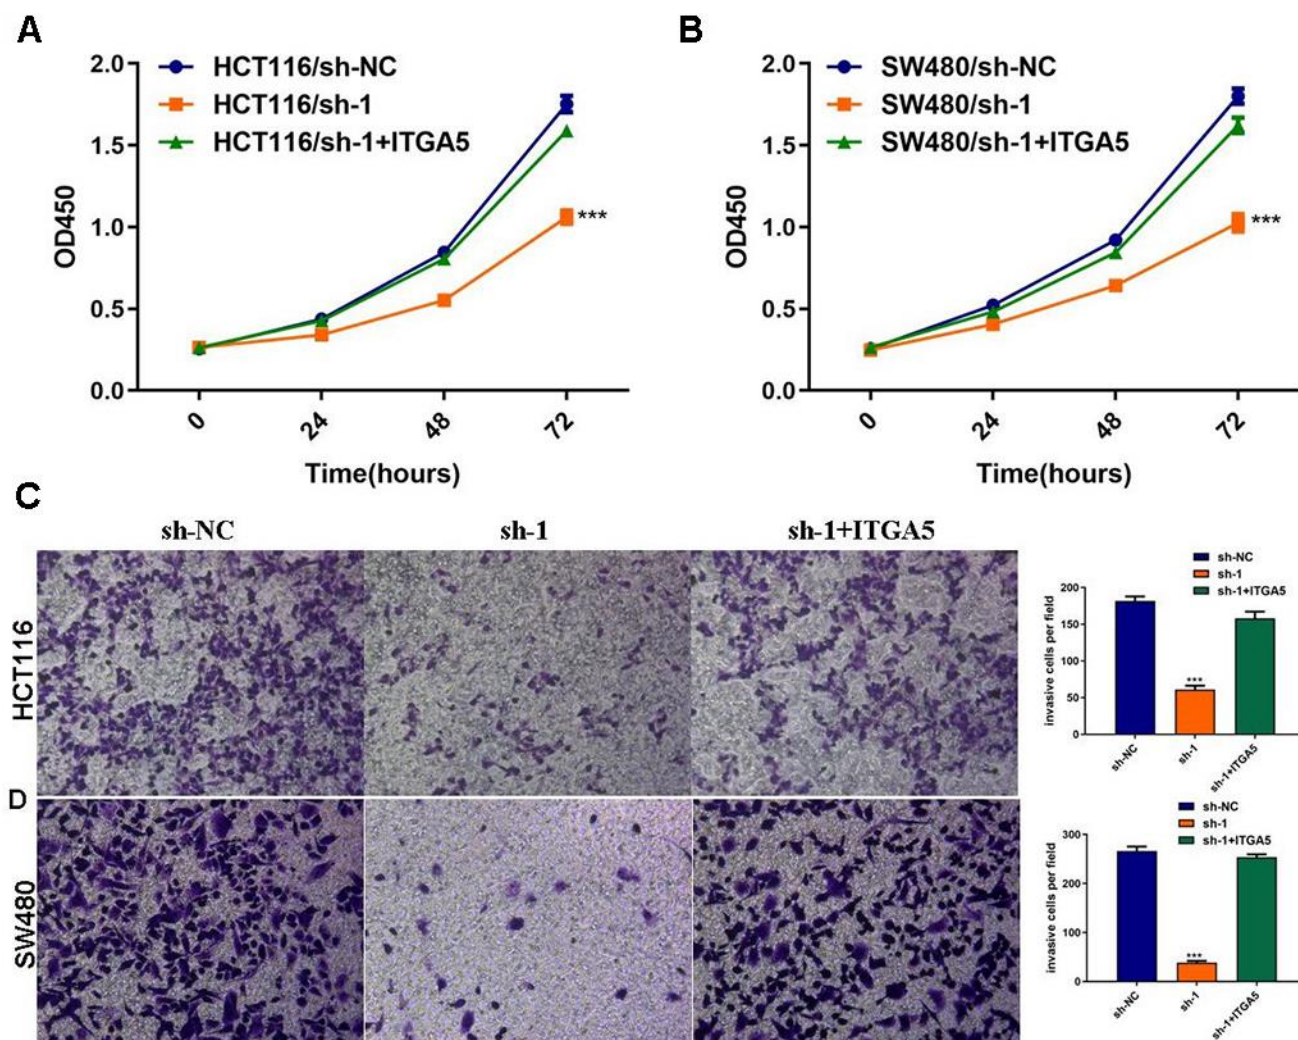 A
HCT116/sh-NC
HCT116/sh-1
HCT116/sh-1+ITGA5
OD450
2.0
1.5
1.0
0.5
0.0
***
0
24
48
72
Time(hours)
B
SW480/sh-NC
SW480/sh-1
SW480/sh-1+ITGA5
OD450
2.0
1.5
1.0
0.5
0.0
***
0
24
48
72
Time(hours)
C
sh-NC
sh-1
sh-1+ITGA5
HCT116
sh-NC
sh-1
sh-1+ITGA5
invasive cells per field
200
150
100
50
0
***
sh-NC
sh-1
sh-1+ITGA5
D
SW480
sh-NC
sh-1
sh-1+ITGA5
invasive cells per field
300
200
100
0
***
sh-NC
sh-1
sh-1+ITGA5